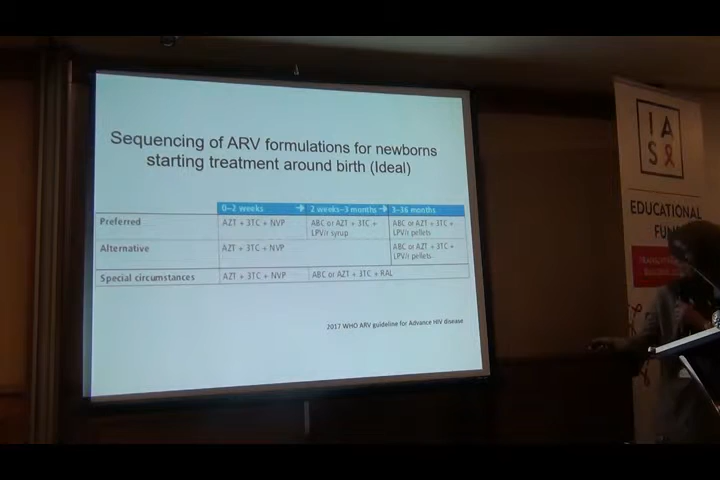 Sequencing of ARV formulations for newborns
starting treatment around birth (Ideal)
0–2 weeks → 2 weeks–3 months → 3–36 months
Preferred AZT + 3TC + NVP ABC or AZT + 3TC + ABC or AZT + 3TC +
LPV/r syrup LPV/r pellets
Alternative AZT + 3TC + NVP ABC or AZT + 3TC +
LPV/r pellets
Special circumstances AZT + 3TC + NVP ABC or AZT + 3TC + RAL
2017 WHO ARV guideline for Advance HIV disease
IA
S
EDUCATIONAL